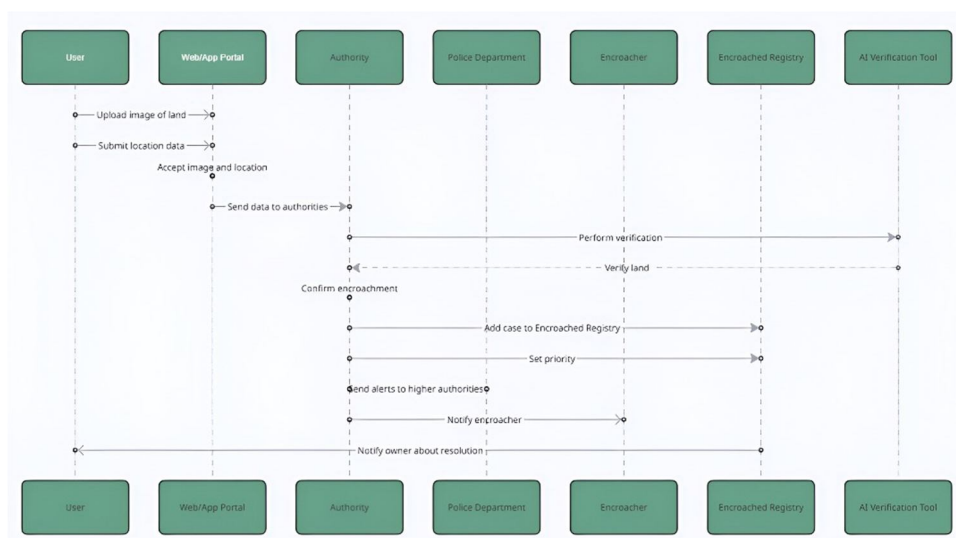 User
Web/App Portal
Authority
Police Department
Encroacher
Encroached Registry
AI Verification Tool
Upload image of land
Submit location data
Accept image and location
Send data to authorities
Perform verification
Verify land
Confirm encroachment
Add case to Encroached Registry
Set priority
Send alerts to higher authorities
Notify encroacher
Notify owner about resolution
User
Web/App Portal
Authority
Police Department
Encroacher
Encroached Registry
AI Verification Tool